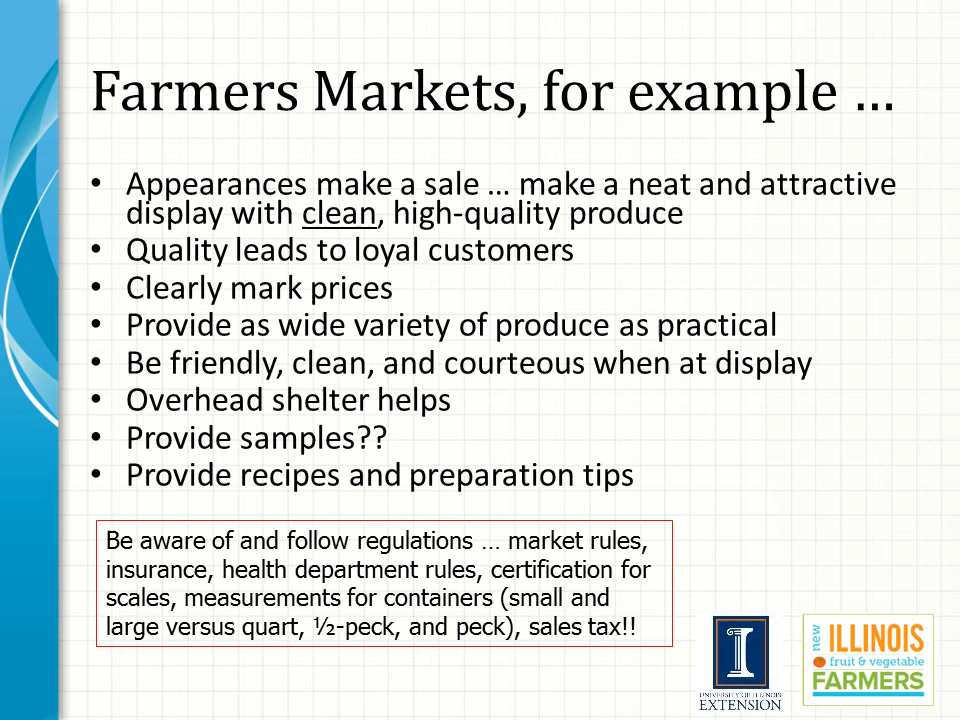 Farmers Markets, for example …
• Appearances make a sale … make a neat and attractive
display with clean, high-quality produce
• Quality leads to loyal customers
• Clearly mark prices
• Provide as wide variety of produce as practical
• Be friendly, clean, and courteous when at display
• Overhead shelter helps
• Provide samples??
• Provide recipes and preparation tips
Be aware of and follow regulations … market rules,
insurance, health department rules, certification for
scales, measurements for containers (small and
large versus quart, ½-peck, and peck), sales tax!!
I
UNIVERSITY OF ILLINOIS
EXTENSION
new
ILLINOIS
fruit & vegetable
FARMERS